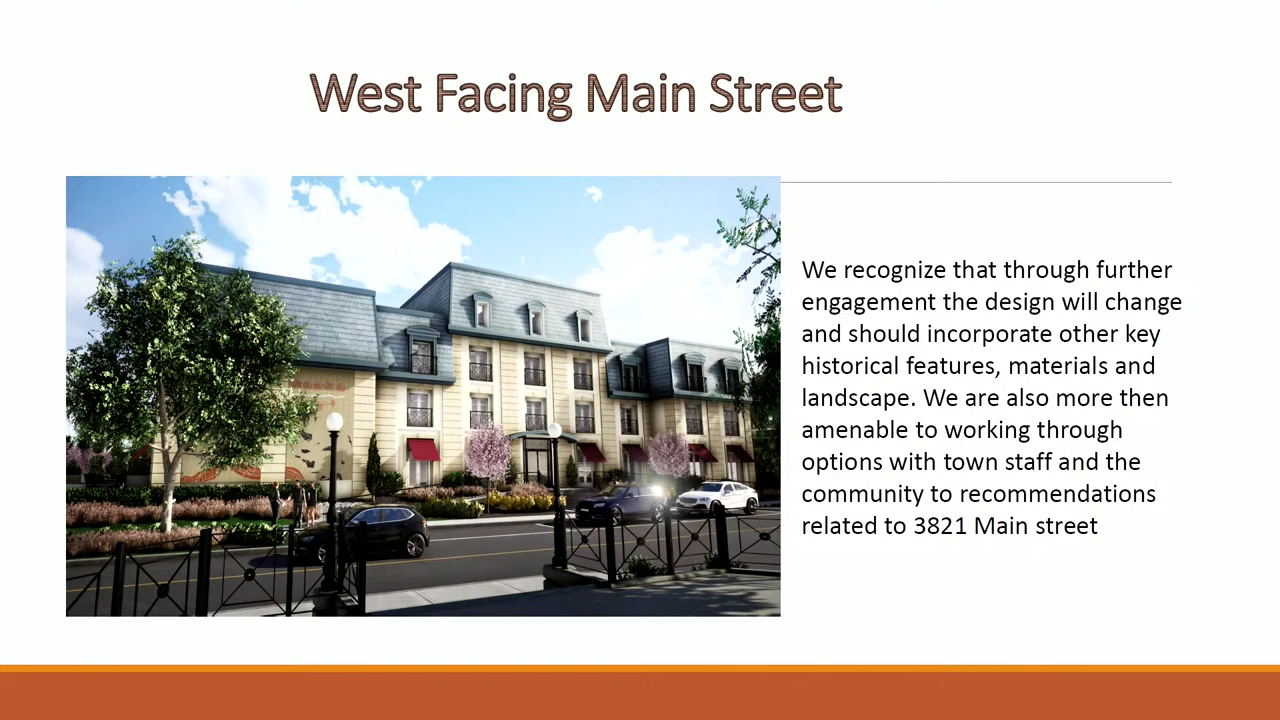 West Facing Main Street
We recognize that through further
engagement the design will change
and should incorporate other key
historical features, materials and
landscape. We are also more then
amenable to working through
options with town staff and the
community to recommendations
related to 3821 Main street